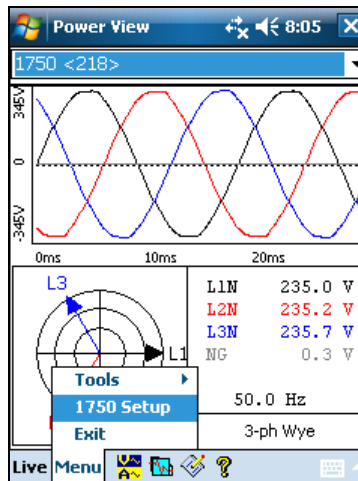 Power View 8:05
1750 <218>
345V
0
-345V
0ms 10ms 20ms
L3
L1
L1N 235.0 V
L2N 235.2 V
L3N 235.7 V
NG 0.3 V
50.0 Hz
3-ph Wye
Tools
1750 Setup
Exit
Live Menu
V A ?